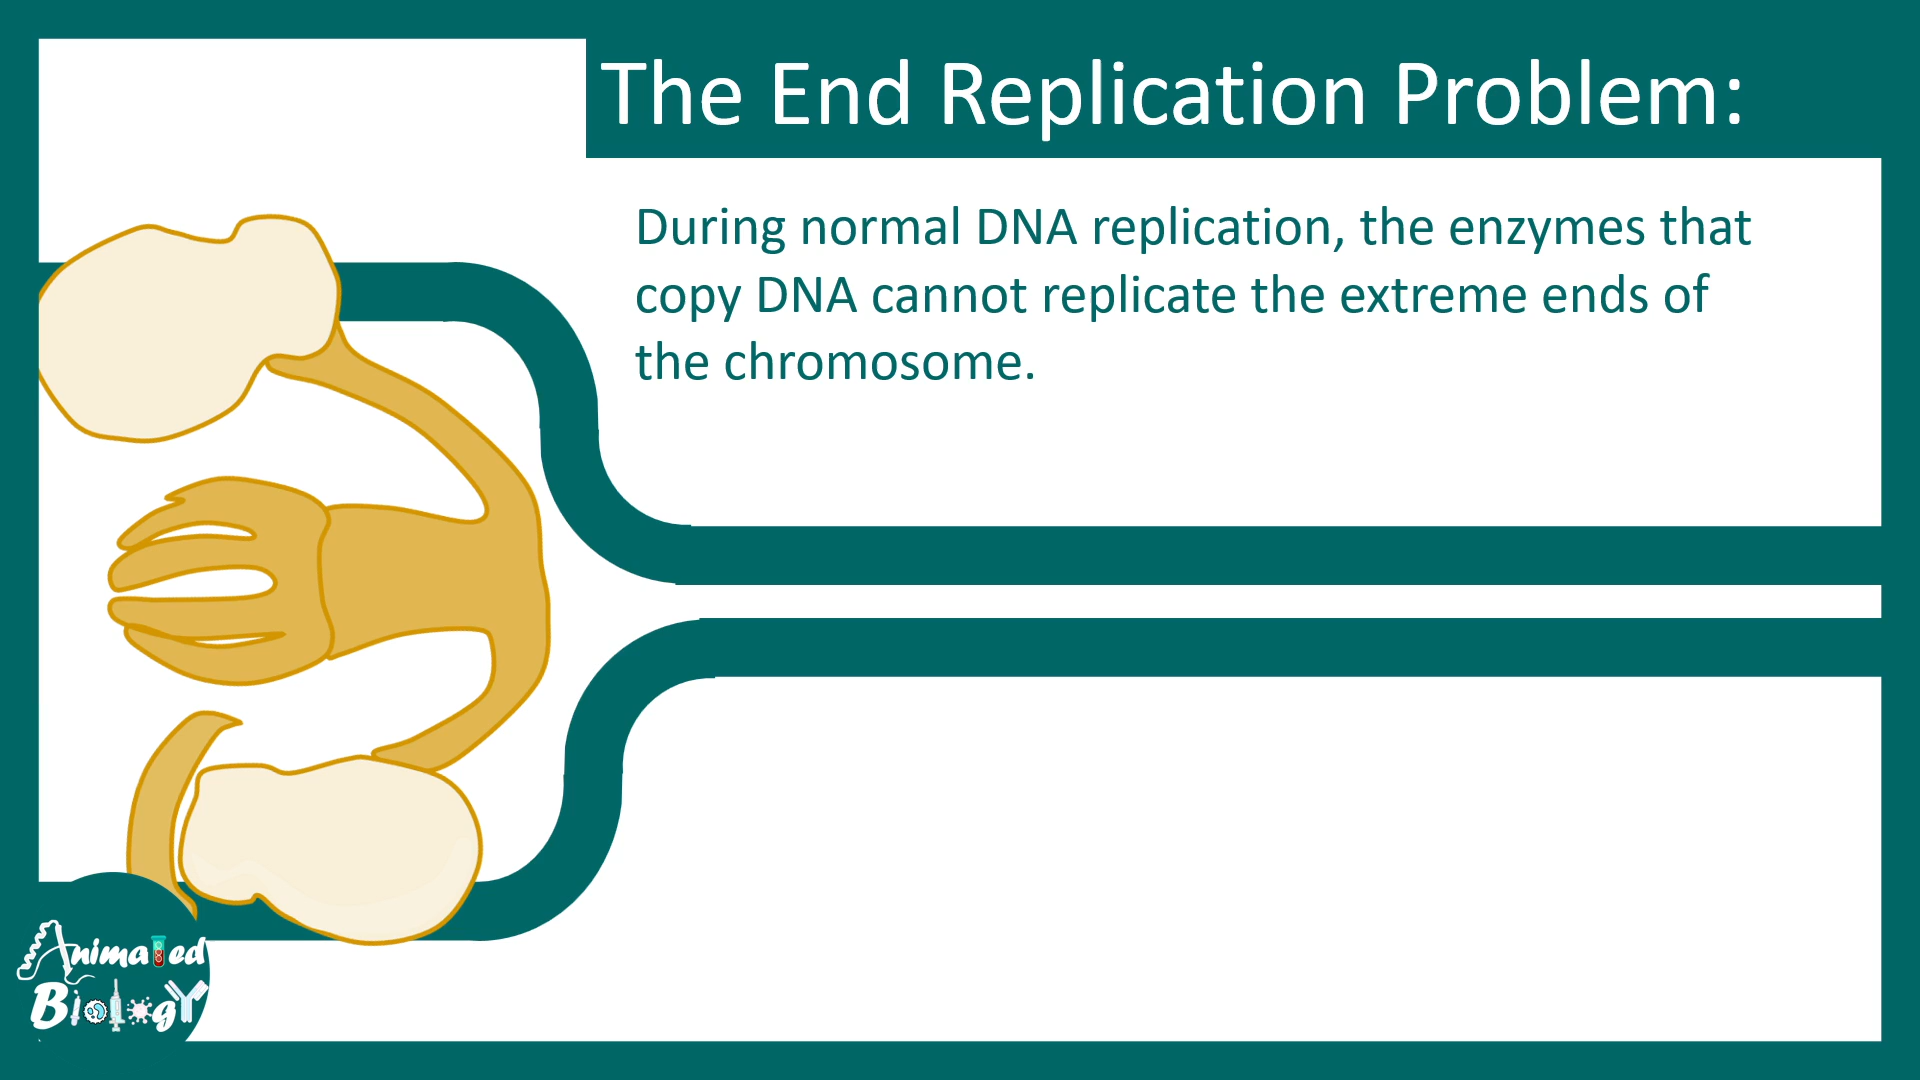 The End Replication Problem:
During normal DNA replication, the enzymes that
copy DNA cannot replicate the extreme ends of
the chromosome.
Animated
BiologY